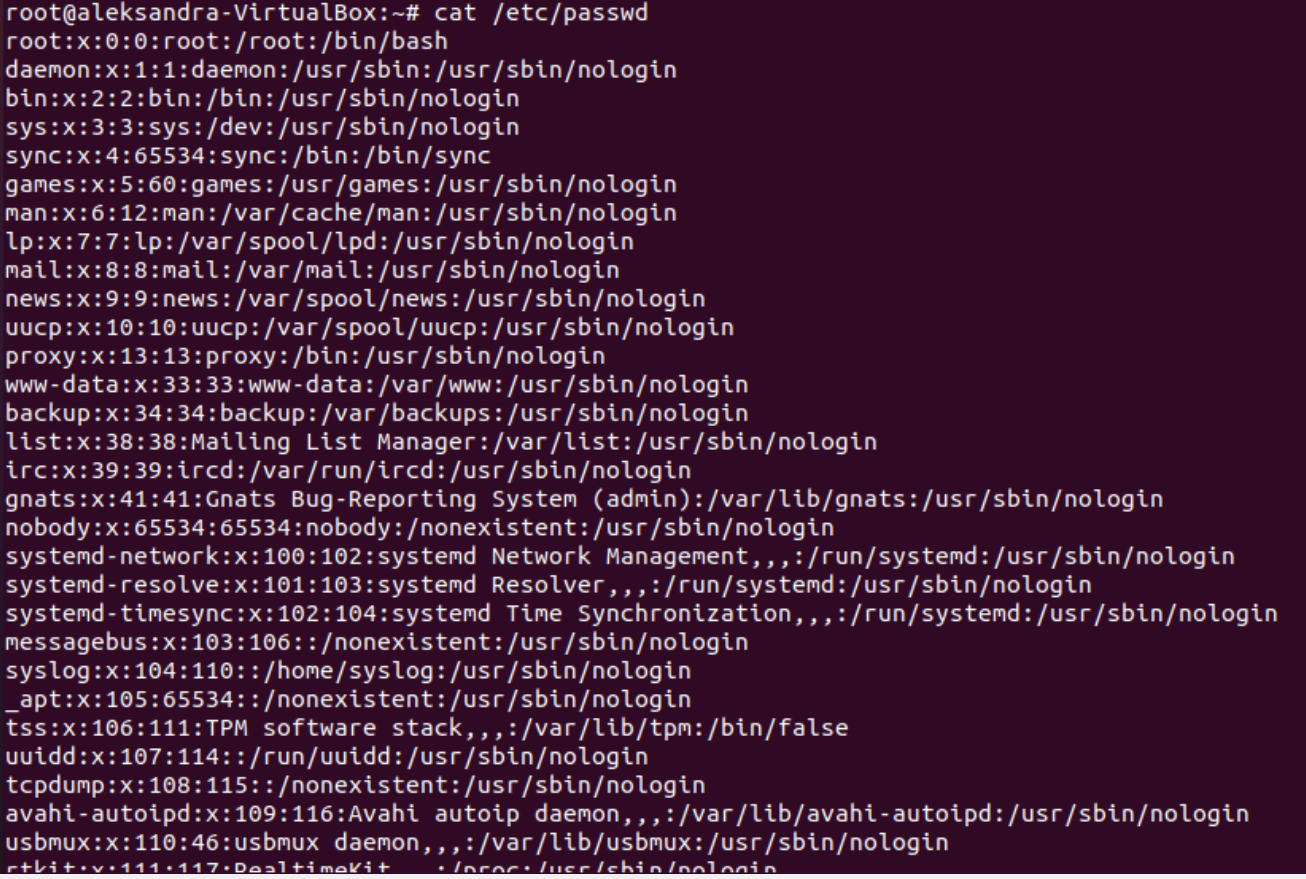 root@aleksandra-VirtualBox:~# cat /etc/passwd
root:x:0:0:root:/root:/bin/bash
daemon:x:1:1:daemon:/usr/sbin:/usr/sbin/nologin
bin:x:2:2:bin:/bin:/usr/sbin/nologin
sys:x:3:3:sys:/dev:/usr/sbin/nologin
sync:x:4:65534:sync:/bin:/bin/sync
games:x:5:60:games:/usr/games:/usr/sbin/nologin
man:x:6:12:man:/var/cache/man:/usr/sbin/nologin
lp:x:7:7:lp:/var/spool/lpd:/usr/sbin/nologin
mail:x:8:8:mail:/var/mail:/usr/sbin/nologin
news:x:9:9:news:/var/spool/news:/usr/sbin/nologin
uucp:x:10:10:uucp:/var/spool/uucp:/usr/sbin/nologin
proxy:x:13:13:proxy:/bin:/usr/sbin/nologin
www-data:x:33:33:www-data:/var/www:/usr/sbin/nologin
backup:x:34:34:backup:/var/backups:/usr/sbin/nologin
list:x:38:38:Mailing List Manager:/var/list:/usr/sbin/nologin
irc:x:39:39:ircd:/var/run/ircd:/usr/sbin/nologin
gnats:x:41:41:Gnats Bug-Reporting System (admin):/var/lib/gnats:/usr/sbin/nologin
nobody:x:65534:65534:nobody:/nonexistent:/usr/sbin/nologin
systemd-network:x:100:102:systemd Network Management,,,:/run/systemd:/usr/sbin/nologin
systemd-resolve:x:101:103:systemd Resolver,,,:/run/systemd:/usr/sbin/nologin
systemd-timesync:x:102:104:systemd Time Synchronization,,,:/run/systemd:/usr/sbin/nologin
messagebus:x:103:106::/nonexistent:/usr/sbin/nologin
syslog:x:104:110::/home/syslog:/usr/sbin/nologin
_apt:x:105:65534::/nonexistent:/usr/sbin/nologin
tss:x:106:111:TPM software stack,,,:/var/lib/tpm:/bin/false
uuidd:x:107:114::/run/uuidd:/usr/sbin/nologin
tcpdump:x:108:115::/nonexistent:/usr/sbin/nologin
avahi-autoipd:x:109:116:Avahi autoip daemon,,,:/var/lib/avahi-autoipd:/usr/sbin/nologin
usbmux:x:110:46:usbmux daemon,,,:/var/lib/usbmux:/usr/sbin/nologin
rtkit:x:111:117:RealtimeKit,,,:/proc:/usr/sbin/nologin